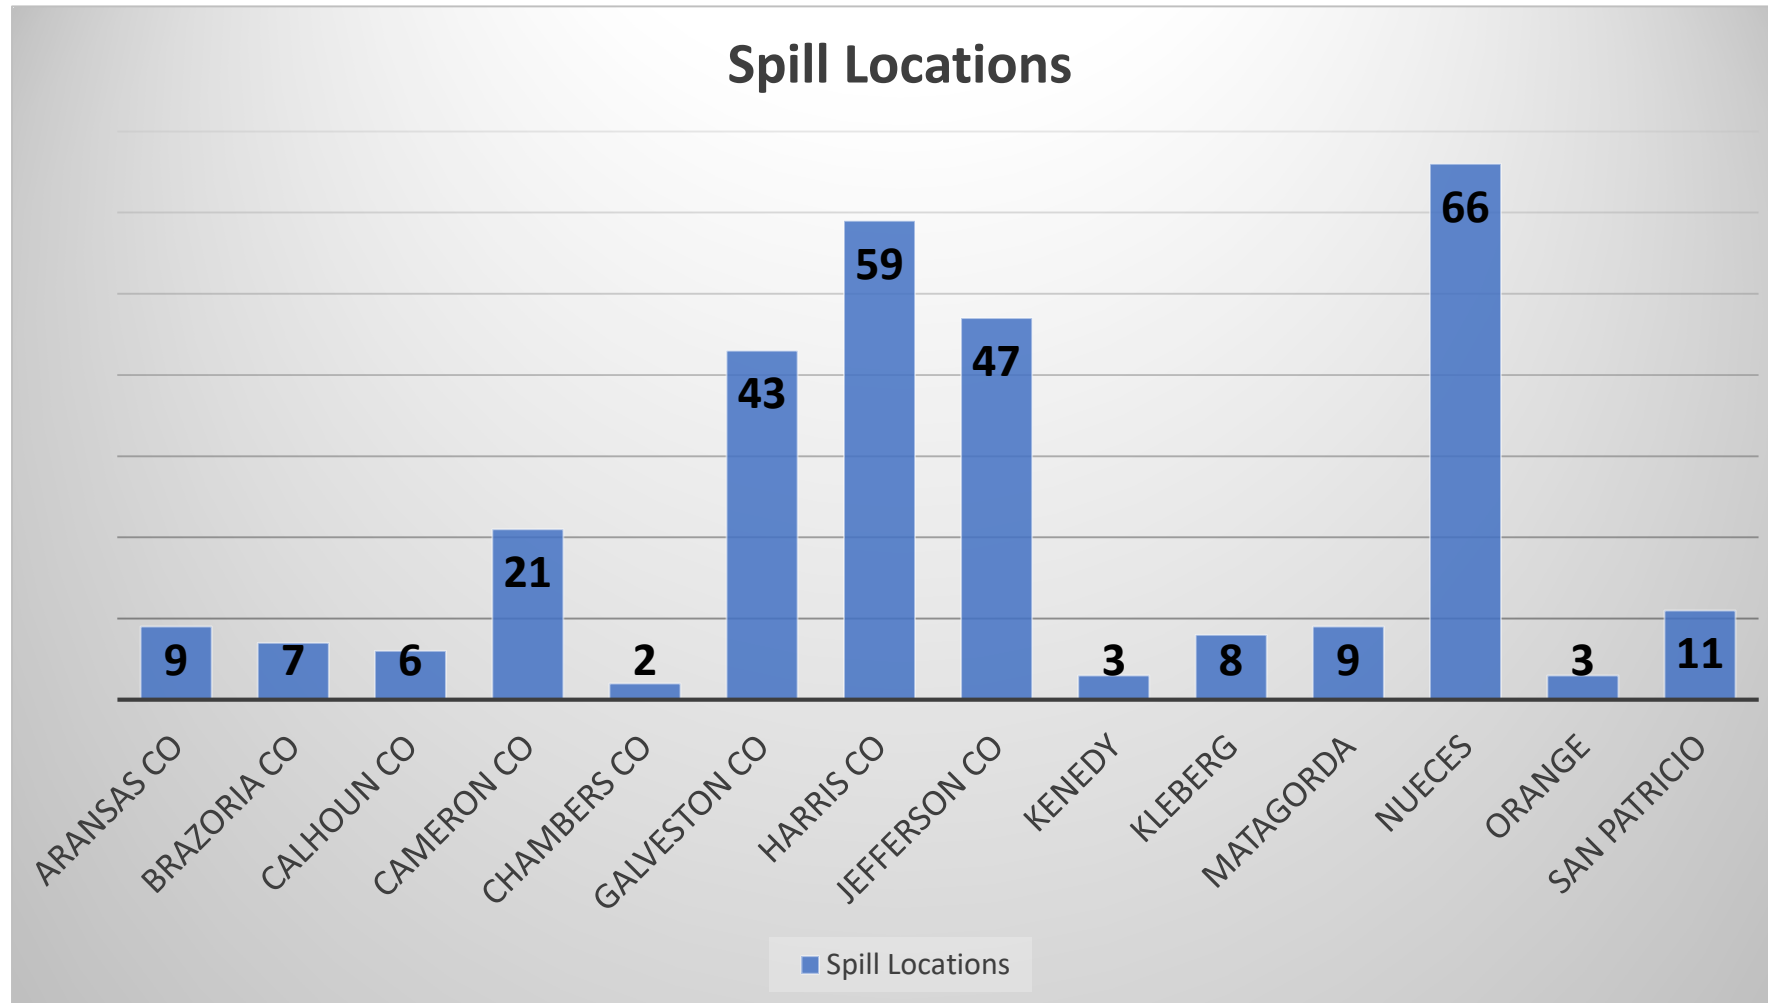 Spill Locations
66
59
47
43
21
9
7
6
2
3
8
9
3
11
ARANSAS CO
BRAZORIA CO
CALHOUN CO
CAMERON CO
CHAMBERS CO
GALVESTON CO
HARRIS CO
JEFFERSON CO
KENEDY
KLEBERG
MATAGORDA
NUECES
ORANGE
SAN PATRICIO
Spill Locations